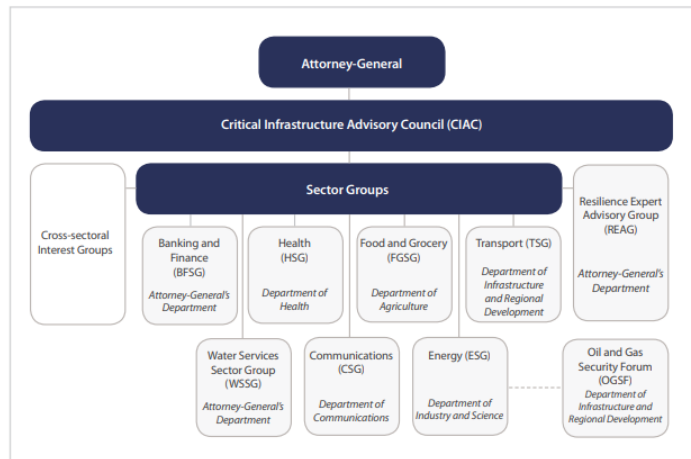 Attorney-General
Critical Infrastructure Advisory Council (CIAC)
Sector Groups
Cross-sectoral
Interest Groups
Banking and
Finance
(BFSG)
Attorney-General's
Department
Health
(HSG)
Department of
Health
Food and Grocery
(FGSG)
Department of
Agriculture
Transport (TSG)
Department of
Infrastructure
and Regional
Development
Resilience Expert
Advisory Group
(REAG)
Attorney-General's
Department
Water Services
Sector Group
(WSSG)
Attorney-General's
Department
Communications
(CSG)
Department of
Communications
Energy (ESG)
Department of
Industry and Science
Oil and Gas
Security Forum
(OGSF)
Department of
Infrastructure and
Regional Development